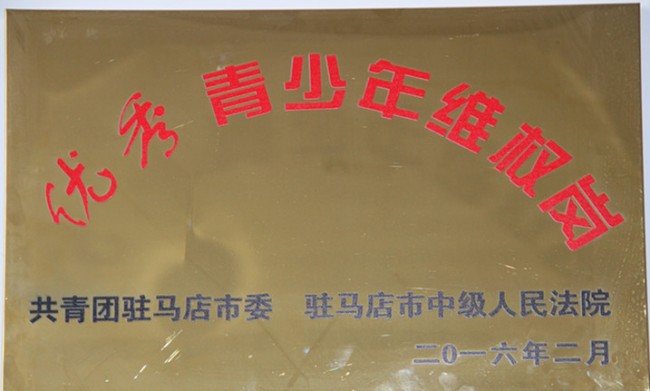 优秀青少年维权岗
共青团驻马店市委 驻马店市中级人民法院
二0一六年二月